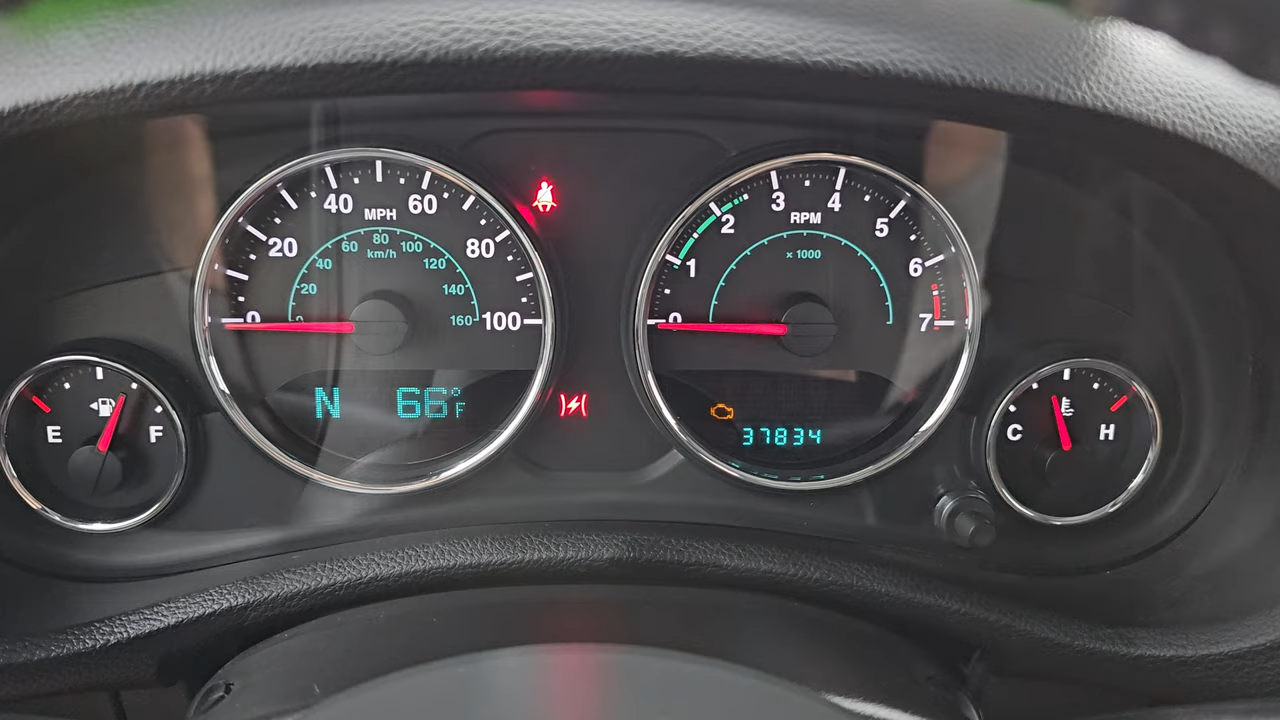 40 MPH 60
20 80
60 80 100
40 km/h 120
20 140
0 0 160 100
N 66°F
E F
3 4
2 RPM 5
1 x 1000 6
0 7
37834
C H